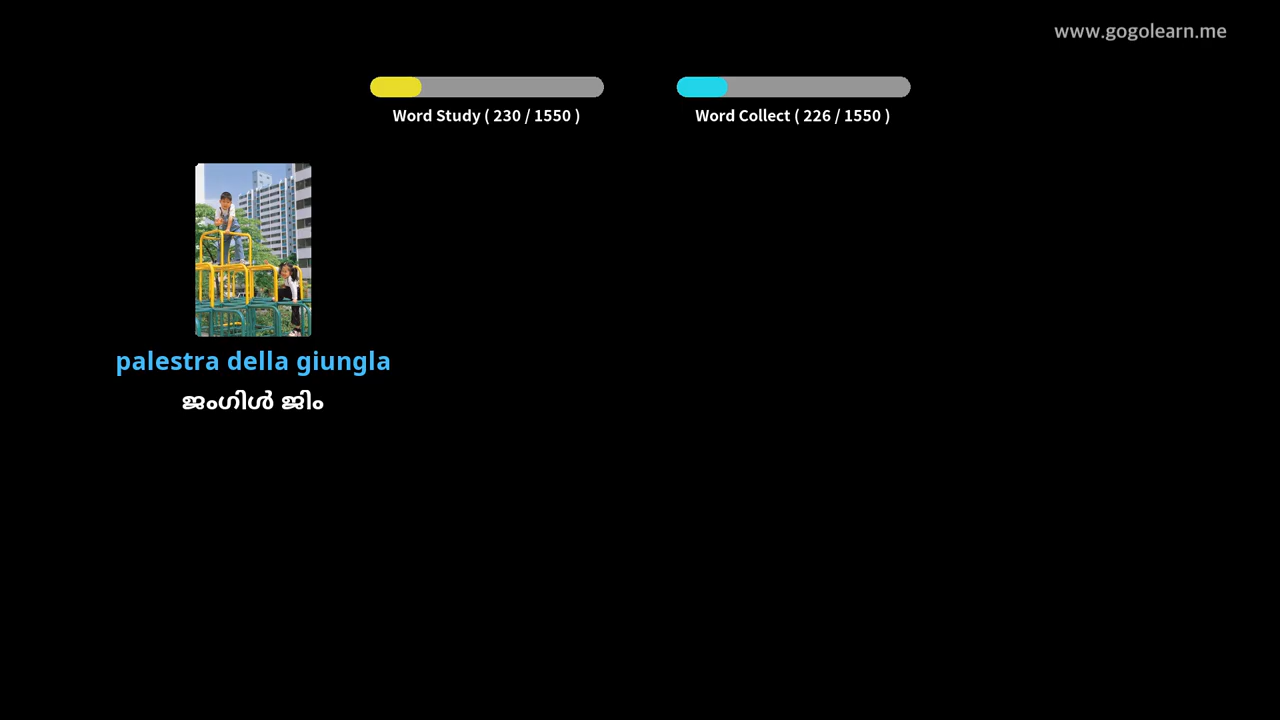 www.gogolearn.me
Word Study ( 230 / 1550 )
Word Collect ( 226 / 1550 )
palestra della giungla
ജംഗിൾ ജിം